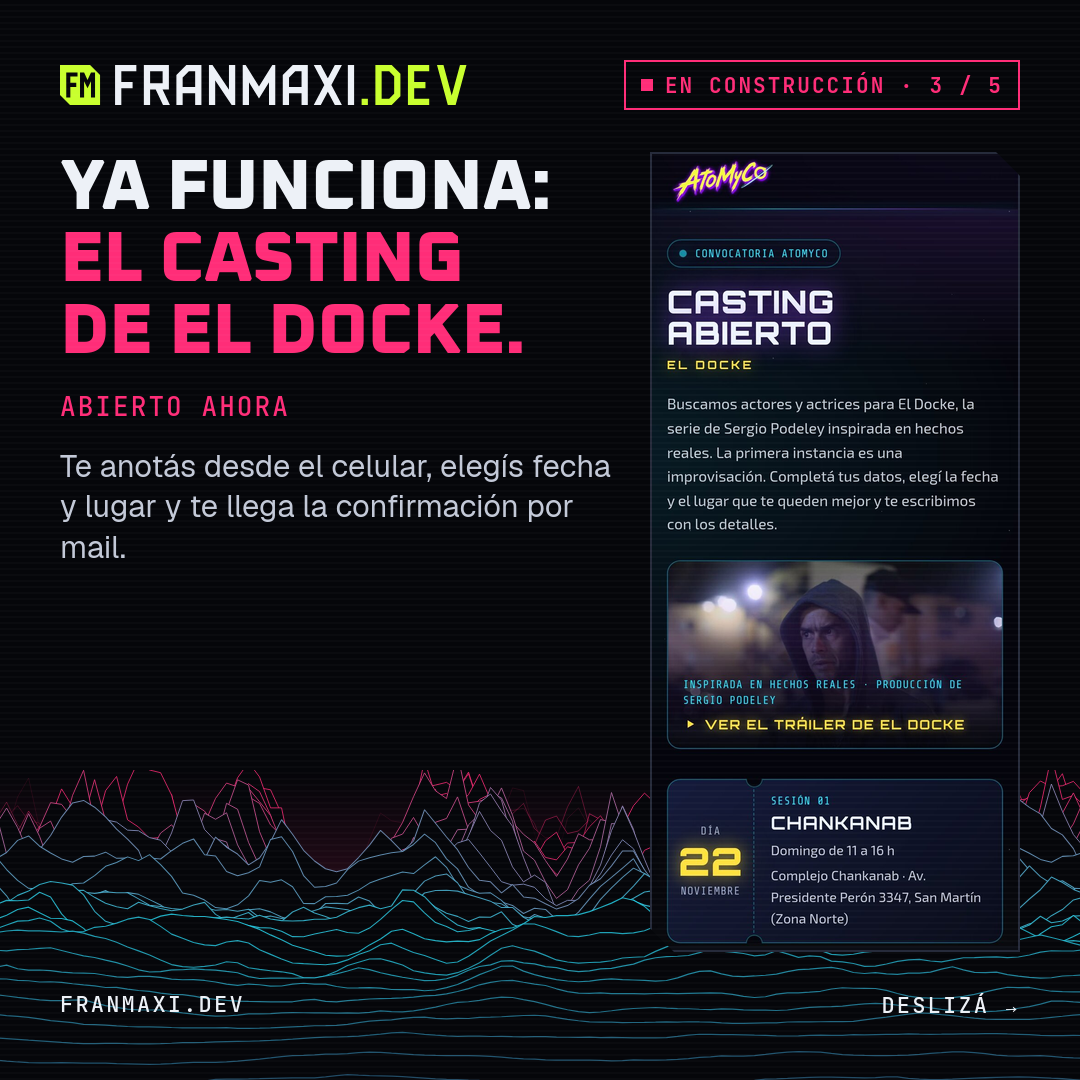 FM FRANMAXI.DEV
EN CONSTRUCCIÓN · 3 / 5
YA FUNCIONA:
EL CASTING
DE EL DOCKE.
ABIERTO AHORA
Te anotás desde el celular, elegís fecha
y lugar y te llega la confirmación por
mail.
AToMyCo
CONVOCATORIA ATOMYCO
CASTING
ABIERTO
EL DOCKE
Buscamos actores y actrices para El Docke, la
serie de Sergio Podeley inspirada en hechos
reales. La primera instancia es una
improvisación. Completá tus datos, elegí la fecha
y el lugar que te queden mejor y te escribimos
con los detalles.
INSPIRADA EN HECHOS REALES · PRODUCCIÓN DE
SERGIO PODELEY
VER EL TRÁILER DE EL DOCKE
DÍA
22
NOVIEMBRE
SESIÓN 01
CHANKANAB
Domingo de 11 a 16 h
Complejo Chankanab · Av.
Presidente Perón 3347, San Martín
(Zona Norte)
FRANMAXI.DEV
DESLIZÁ →